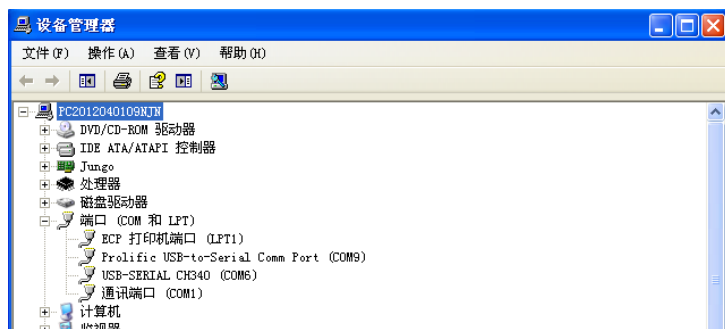 设备管理器
文件(F) 操作(A) 查看(V) 帮助(H)
PC2012040109NJN
DVD/CD-ROM 驱动器
IDE ATA/ATAPI 控制器
Jungo
处理器
磁盘驱动器
端口 (COM 和 LPT)
ECP 打印机端口 (LPT1)
Prolific USB-to-Serial Comm Port (COM9)
USB-SERIAL CH340 (COM6)
通讯端口 (COM1)
计算机
监视器